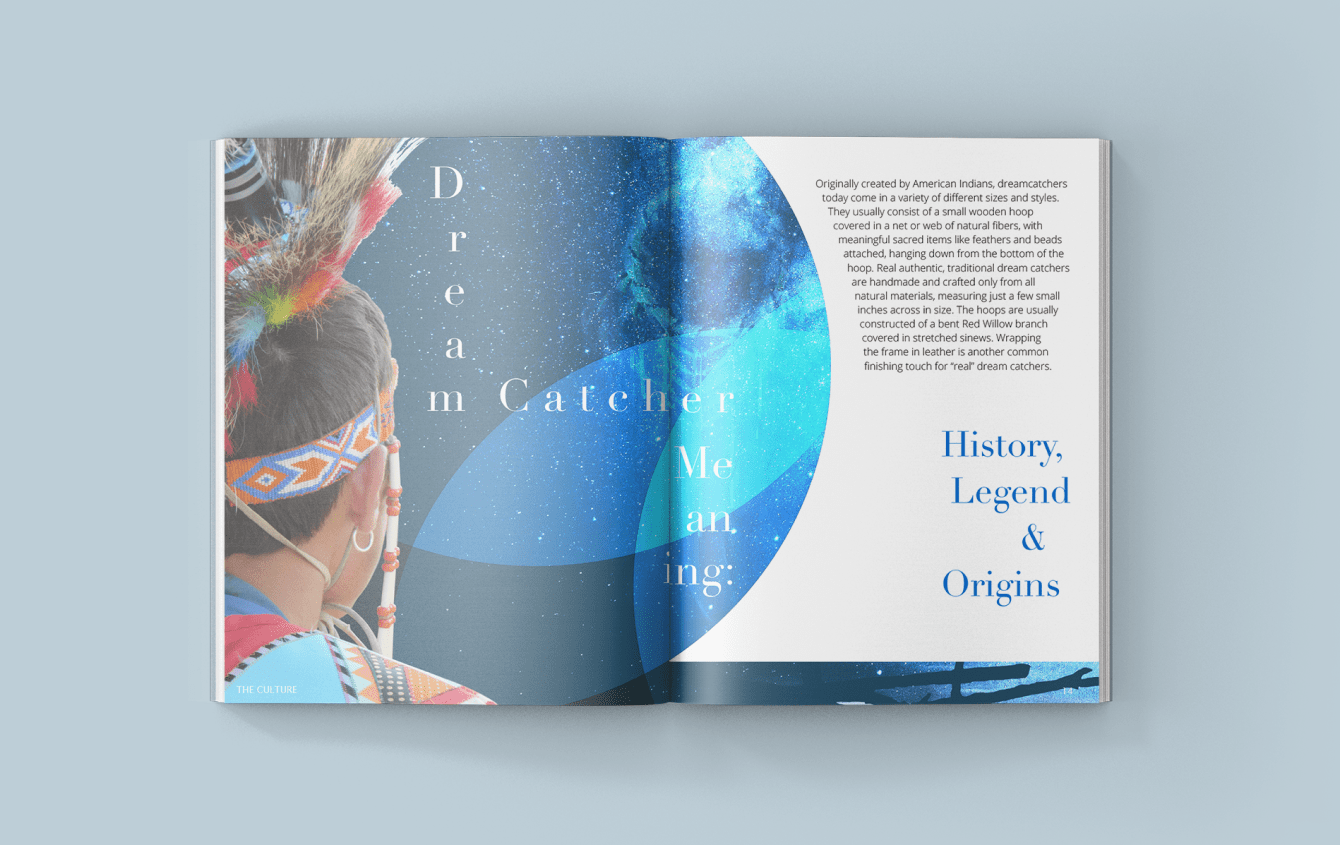 D
r
e
a
m Catcher
Me
an
ing:
THE CULTURE
Originally created by American Indians, dreamcatchers
today come in a variety of different sizes and styles.
They usually consist of a small wooden hoop
covered in a net or web of natural fibers, with
meaningful sacred items like feathers and beads
attached, hanging down from the bottom of the
hoop. Real authentic, traditional dream catchers
are handmade and crafted only from all
natural materials, measuring just a few small
inches across in size. The hoops are usually
constructed of a bent Red Willow branch
covered in stretched sinews. Wrapping
the frame in leather is another common
finishing touch for “real” dream catchers.
History,
Legend
&
Origins